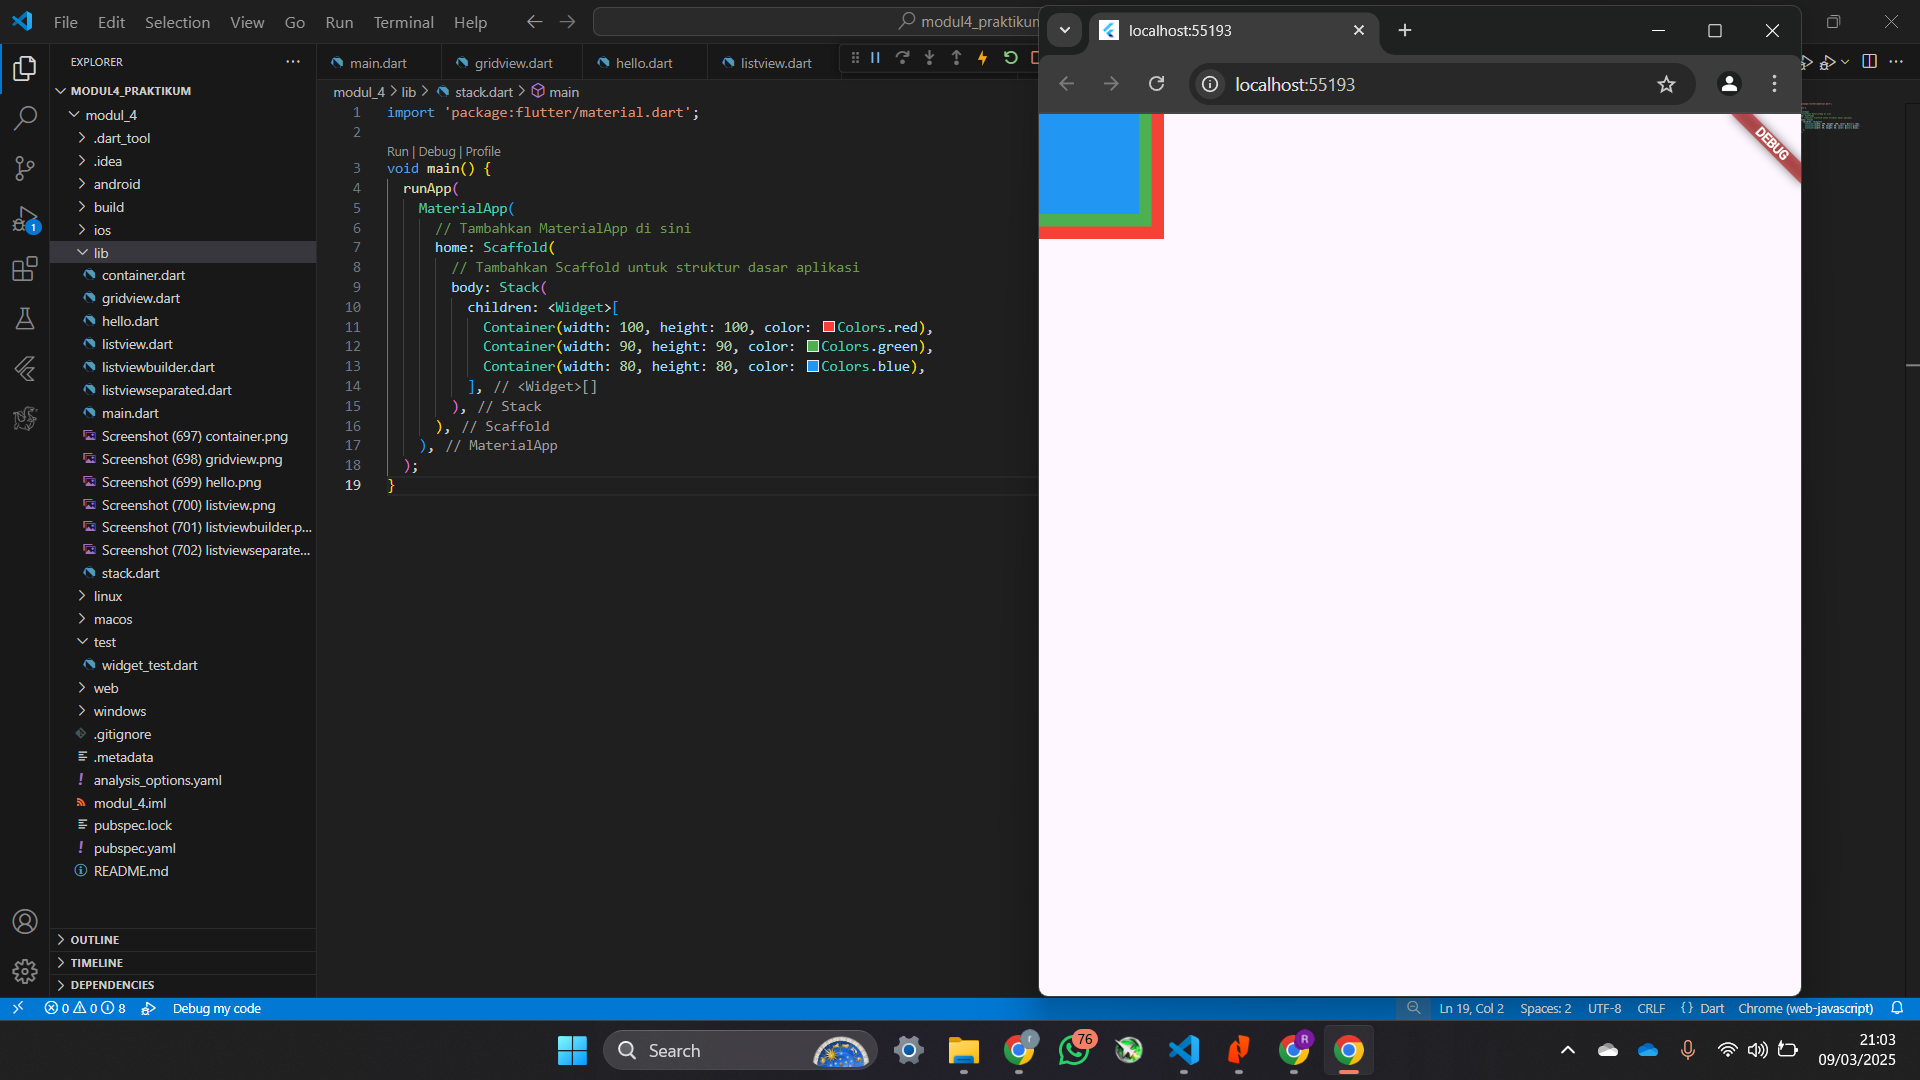 File Edit Selection View Go Run Terminal Help
modul4_praktikum
EXPLORER
MODUL4_PRAKTIKUM
modul_4
.dart_tool
.idea
android
build
ios
lib
container.dart
gridview.dart
hello.dart
listview.dart
listviewbuilder.dart
listviewseparated.dart
main.dart
Screenshot (697) container.png
Screenshot (698) gridview.png
Screenshot (699) hello.png
Screenshot (700) listview.png
Screenshot (701) listviewbuilder.p...
Screenshot (702) listviewseparate...
stack.dart
linux
macos
test
widget_test.dart
web
windows
.gitignore
.metadata
analysis_options.yaml
modul_4.iml
pubspec.lock
pubspec.yaml
README.md
OUTLINE
TIMELINE
DEPENDENCIES
1
main.dart gridview.dart hello.dart listview.dart
modul_4 > lib > stack.dart > main
1 import 'package:flutter/material.dart';
2
Run | Debug | Profile
3 void main() {
4 runApp(
5 MaterialApp(
6 // Tambahkan MaterialApp di sini
7 home: Scaffold(
8 // Tambahkan Scaffold untuk struktur dasar aplikasi
9 body: Stack(
10 children: <Widget>[
11 Container(width: 100, height: 100, color: Colors.red),
12 Container(width: 90, height: 90, color: Colors.green),
13 Container(width: 80, height: 80, color: Colors.blue),
14 ], // <Widget>[]
15 ), // Stack
16 ), // Scaffold
17 ), // MaterialApp
18 );
19 }
localhost:55193
localhost:55193
DEBUG
0 0 8 Debug my code
Ln 19, Col 2 Spaces: 2 UTF-8 CRLF {} Dart Chrome (web-javascript)
Search
r
76
R
21:03
09/03/2025